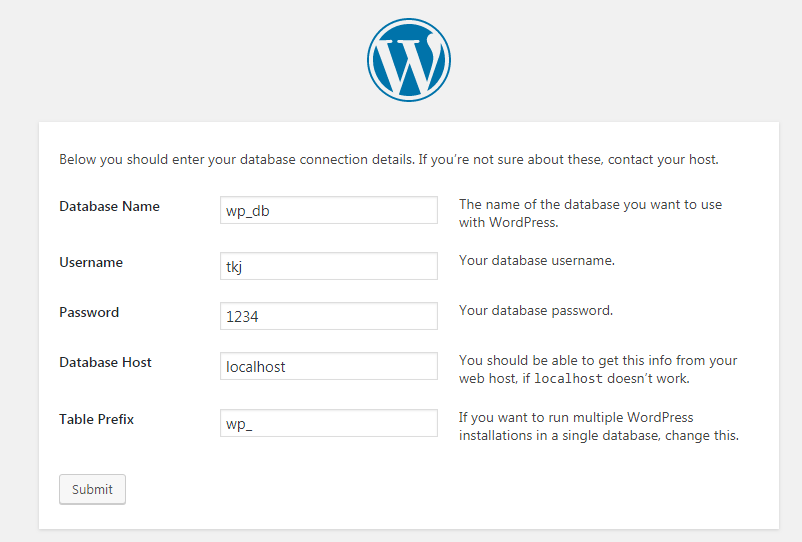 Below you should enter your database connection details. If you’re not sure about these, contact your host.
Database Name
wp_db
The name of the database you want to use
with WordPress.
Username
tkj
Your database username.
Password
1234
Your database password.
Database Host
localhost
You should be able to get this info from your
web host, if localhost doesn’t work.
Table Prefix
wp_
If you want to run multiple WordPress
installations in a single database, change this.
Submit